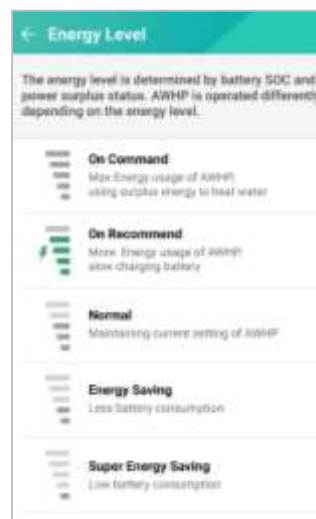 Energy Level
The energy level is determined by battery SOC and
power surplus status. AWHP is operated differently
depending on the energy level.
On Command
Max Energy usage of AWHP,
using surplus energy to heat water
On Recommend
More Energy usage of AWHP,
slow charging battery
Normal
Maintaining current setting of AWHP
Energy Saving
Less battery consumption
Super Energy Saving
Low battery consumption